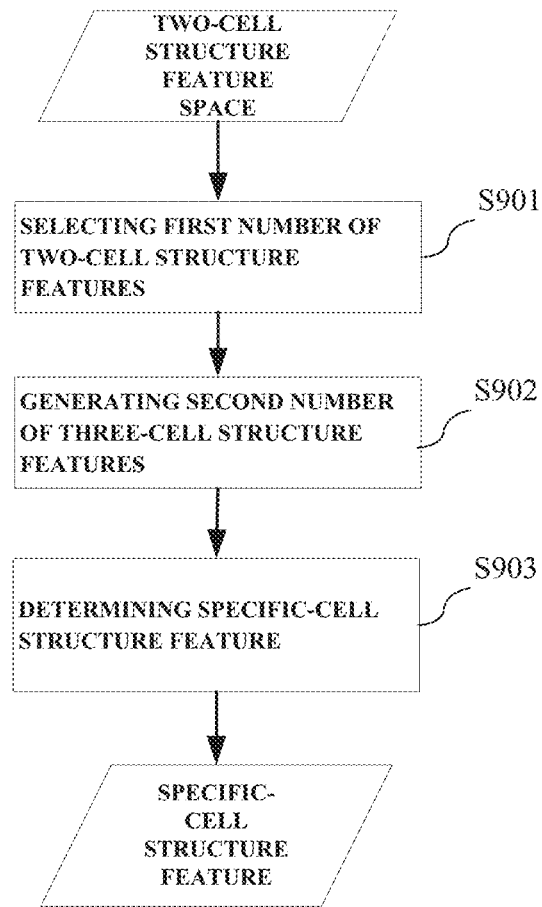 TWO-CELL
STRUCTURE
FEATURE
SPACE
S901
SELECTING FIRST NUMBER OF
TWO-CELL STRUCTURE
FEATURES
S902
GENERATING SECOND NUMBER
OF THREE-CELL STRUCTURE
FEATURES
S903
DETERMINING SPECIFIC-CELL
STRUCTURE FEATURE
SPECIFIC-
CELL
STRUCTURE
FEATURE